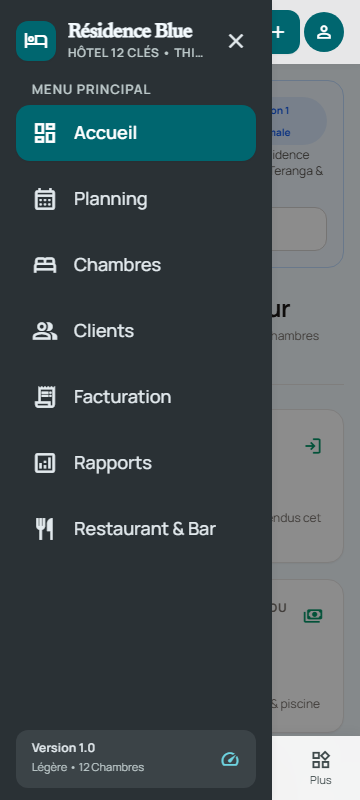 Résidence Blue
HÔTEL 12 CLÉS • THI...
MENU PRINCIPAL
Accueil
Planning
Chambres
Clients
Facturation
Rapports
Restaurant & Bar
Version 1.0
Légère • 12 Chambres
on 1
nale
idence
Teranga &
ur
hambres
endus cet
DU
& piscine
Plus